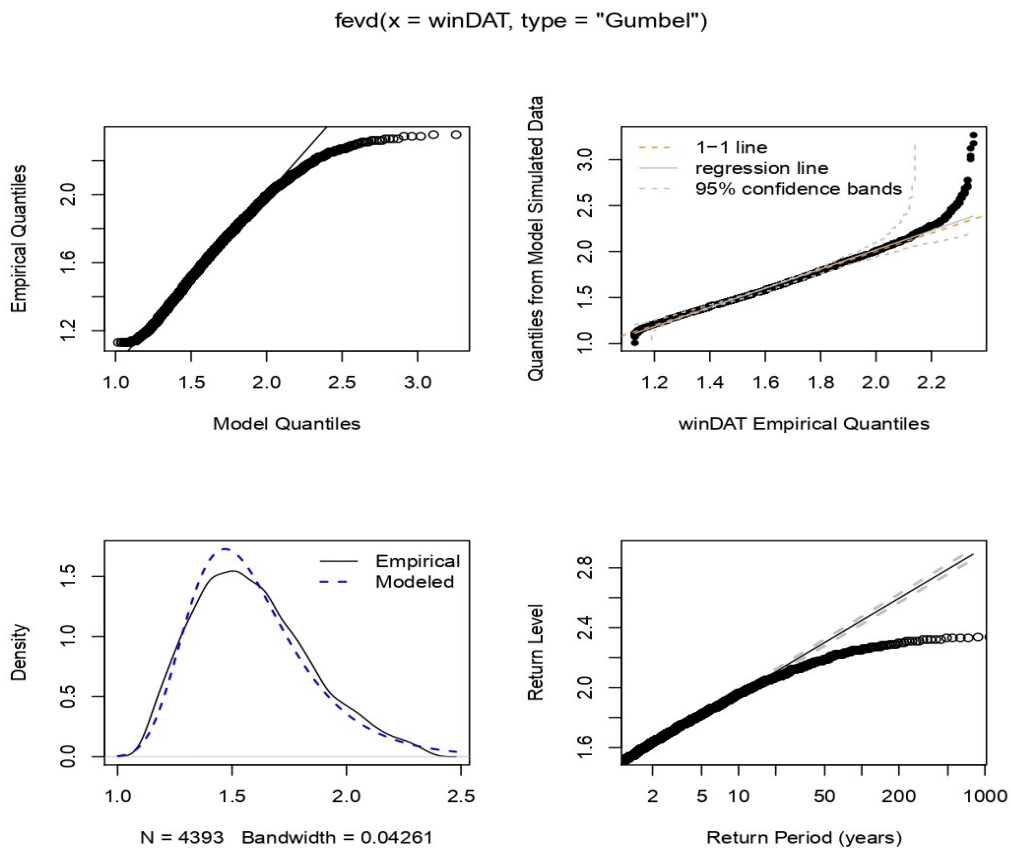 fevd(x = winDAT, type = "Gumbel")
Empirical Quantiles
2.0
1.6
1.2
1.0 1.5 2.0 2.5 3.0
Model Quantiles
Quantiles from Model Simulated Data
3.0
2.5
2.0
1.5
1.0
1−1 line
regression line
95% confidence bands
1.2 1.4 1.6 1.8 2.0 2.2
winDAT Empirical Quantiles
Density
1.5
1.0
0.5
0.0
Empirical
Modeled
1.0 1.5 2.0 2.5
N = 4393 Bandwidth = 0.04261
Return Level
2.8
2.4
2.0
1.6
2 5 10 50 200 1000
Return Period (years)